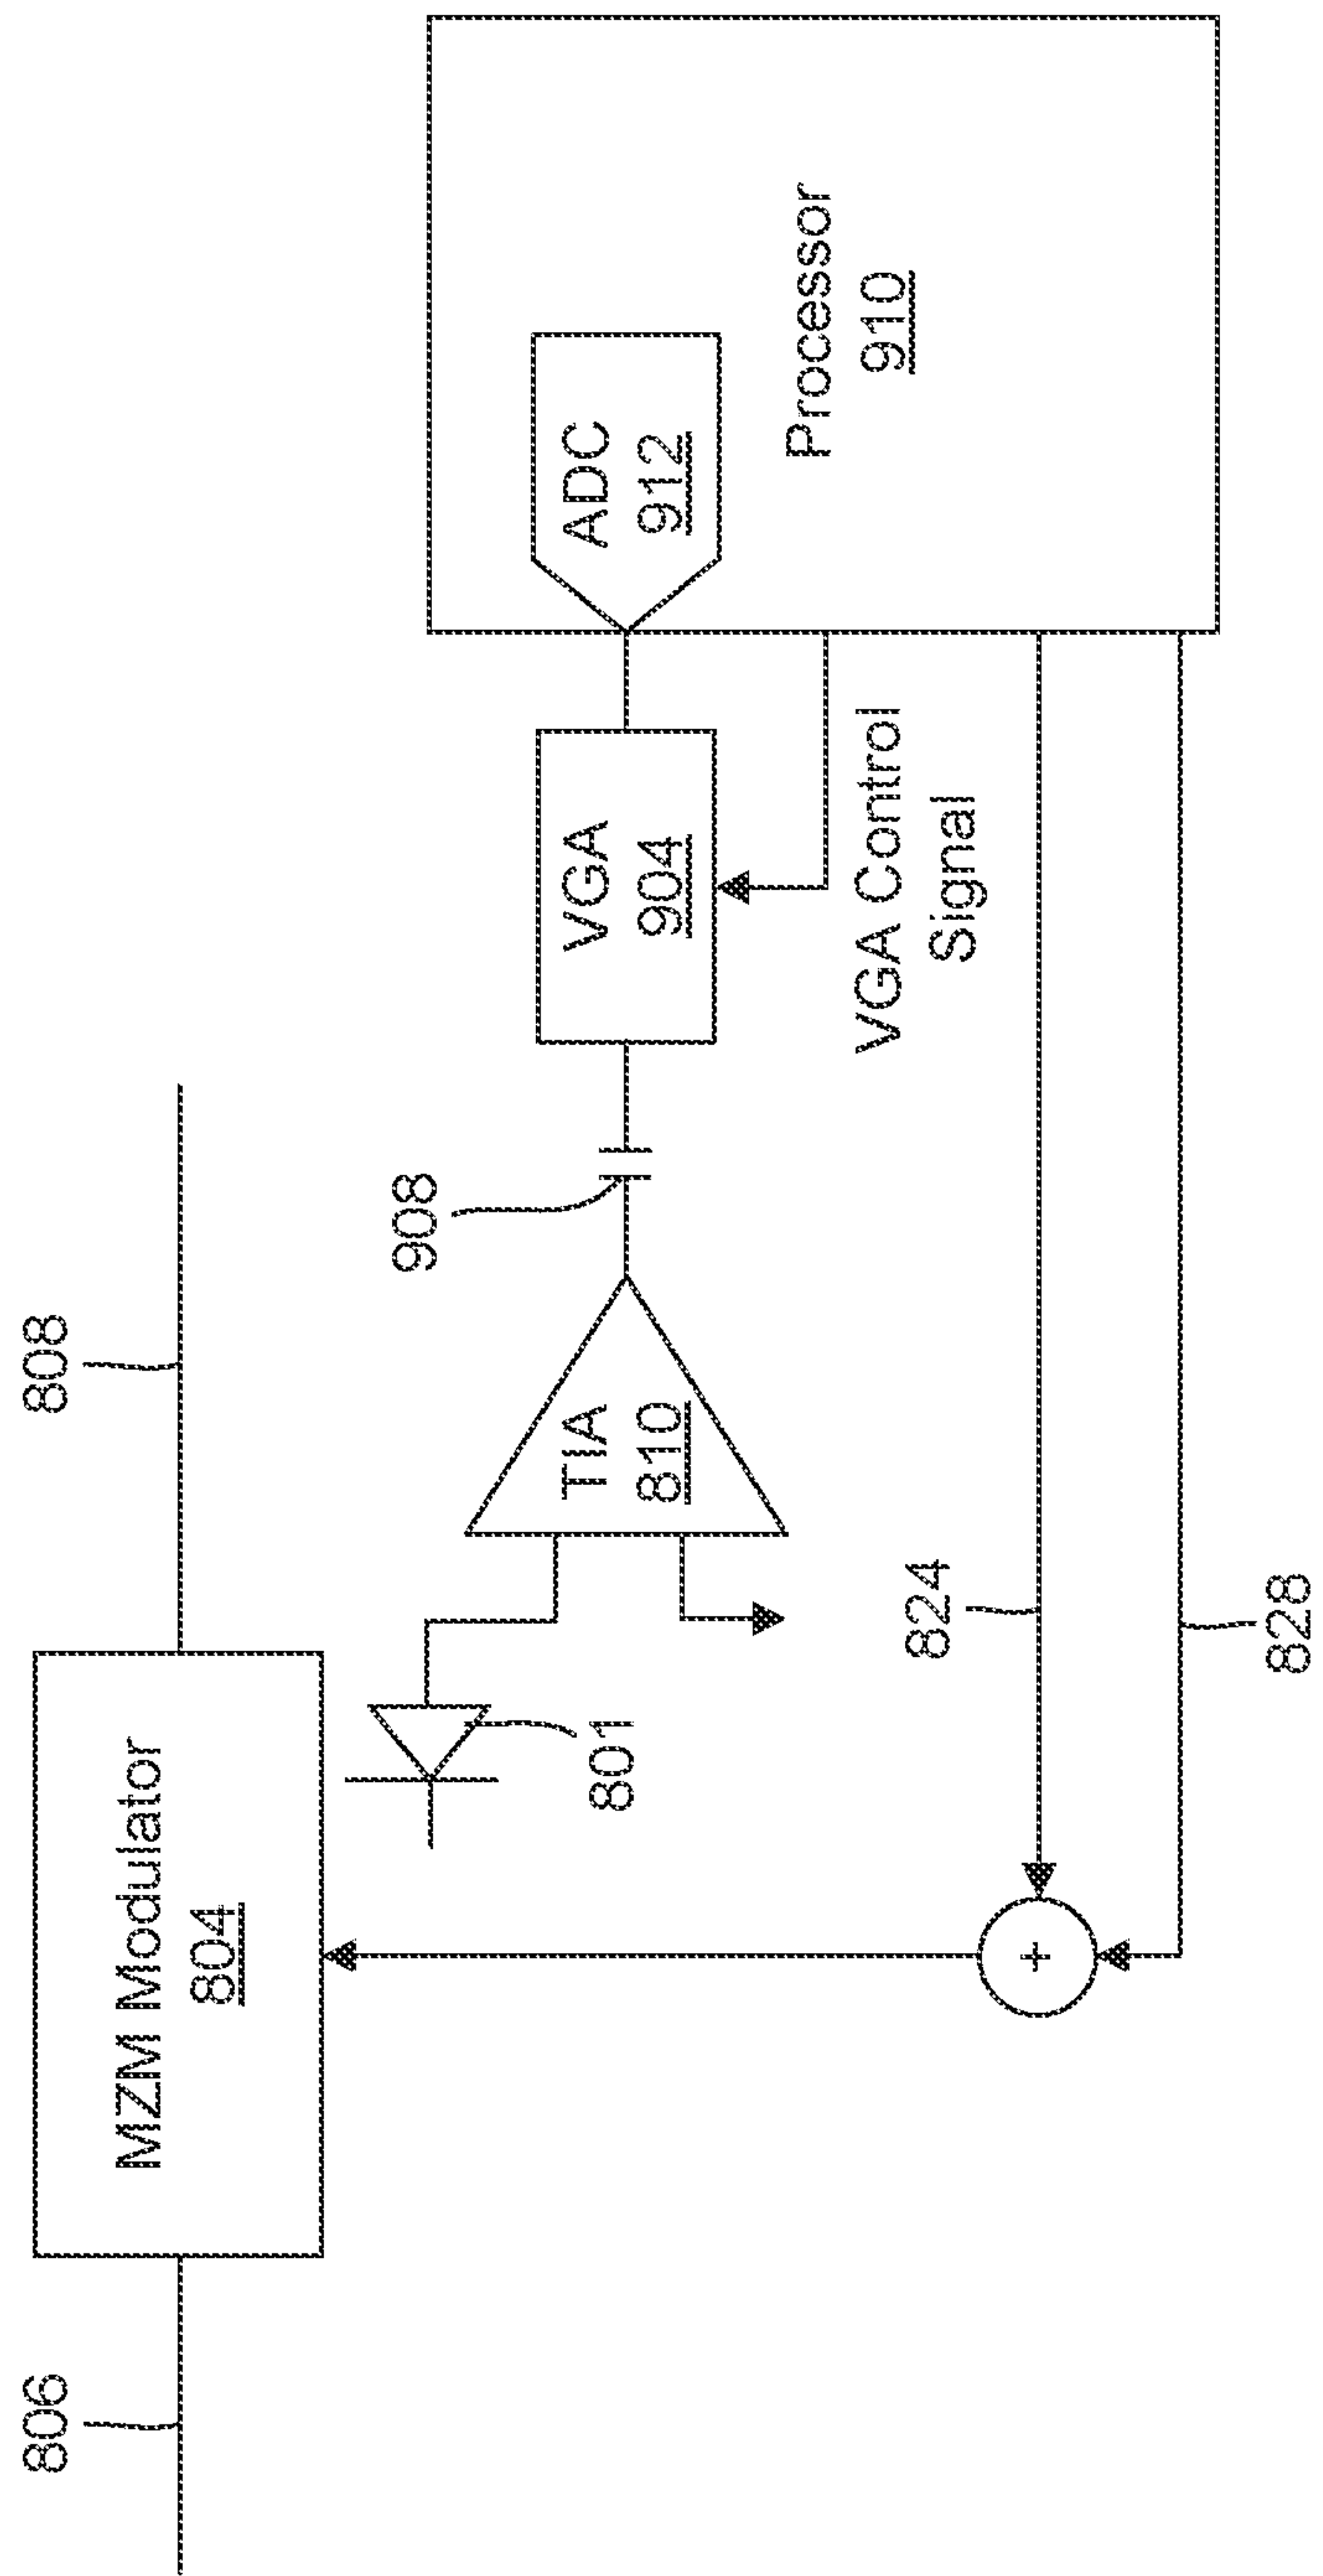 806
808
MZM Modulator
804
801
TIA
810
908
VGA
904
ADC
912
Processor
910
VGA Control
Signal
824
828
+